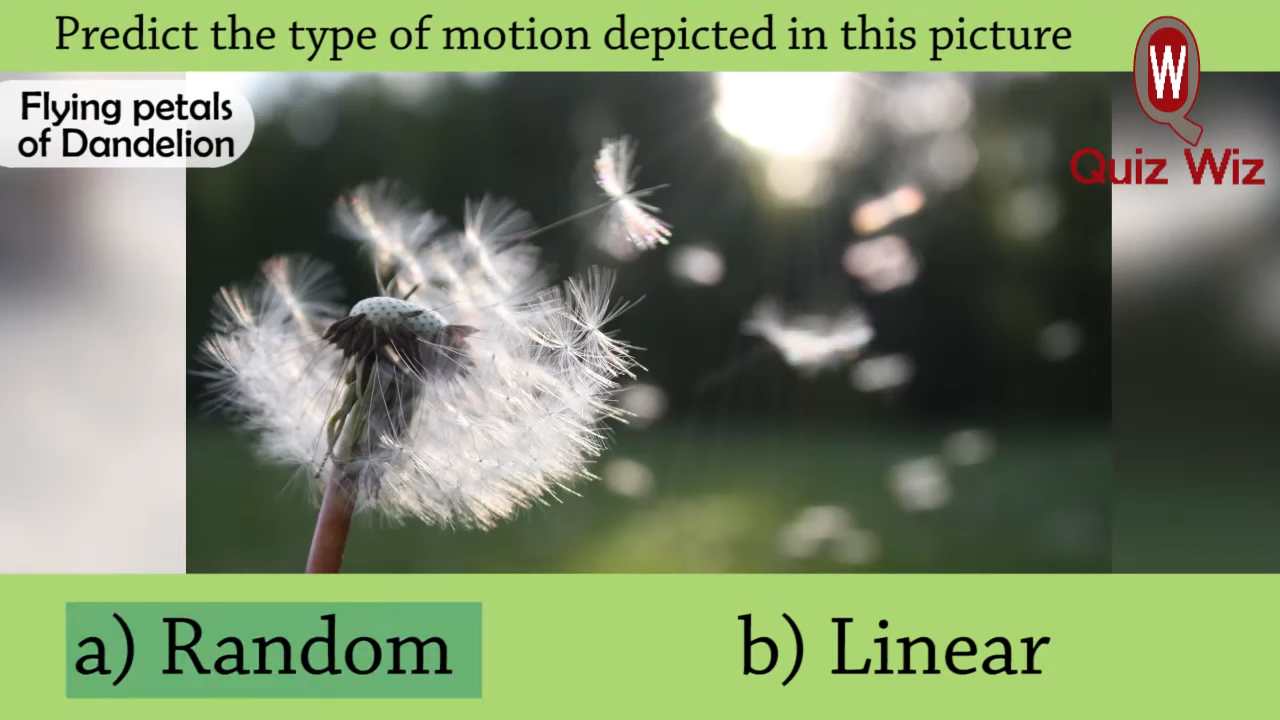 Predict the type of motion depicted in this picture
Flying petals
of Dandelion
W
Quiz Wiz
a) Random
b) Linear